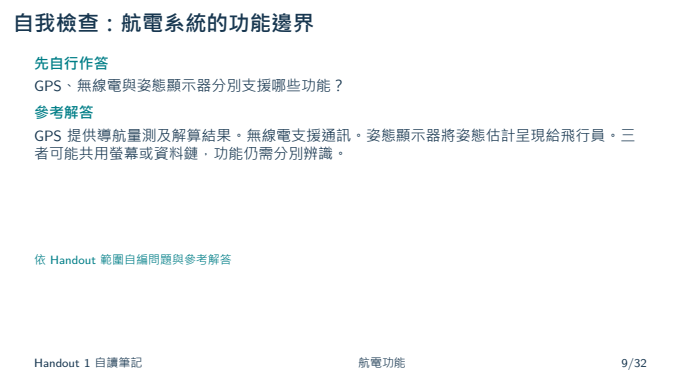 自我檢查：航電系統的功能邊界
先自行作答
GPS、無線電與姿態顯示器分別支援哪些功能？
參考解答
GPS 提供導航量測及解算結果。無線電支援通訊。姿態顯示器將姿態估計呈現給飛行員。三
者可能共用螢幕或資料鏈，功能仍需分別辨識。
依 Handout 範圍自編問題與參考解答
Handout 1 自讀筆記
航電功能
9/32